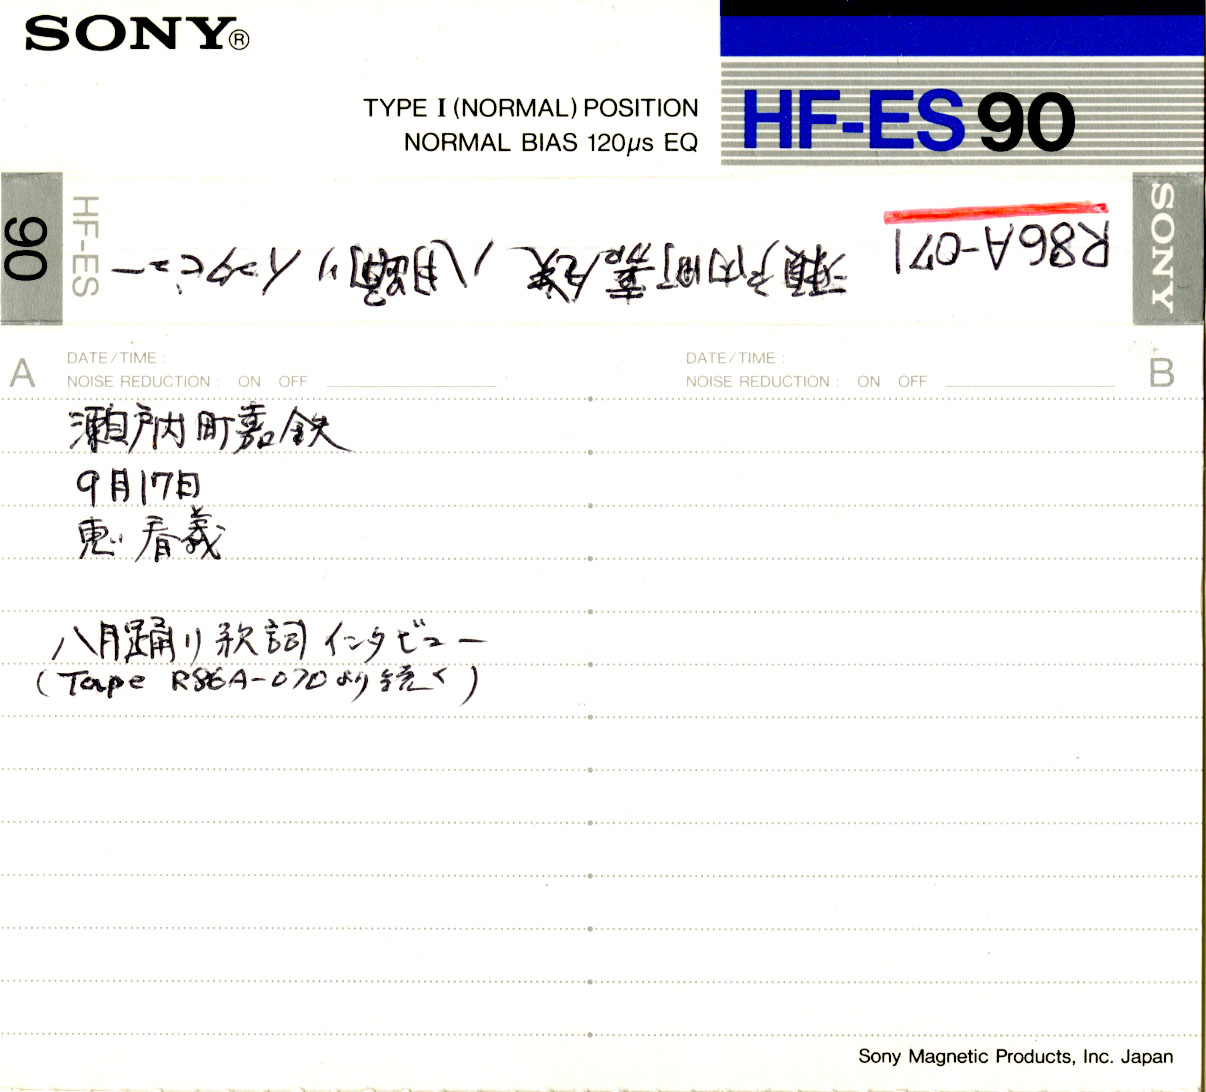 SONY®
TYPE I (NORMAL) POSITION
NORMAL BIAS 120μs EQ
HF-ES 90
90
HF-ES
R86A-071 瀬戸内町嘉鉄 八月踊り インタビュー
SONY
A
DATE/TIME :
NOISE REDUCTION : ON OFF
DATE/TIME :
NOISE REDUCTION : ON OFF
B
瀬戸内町嘉鉄
9月17日
恵 春義
八月踊り歌詞インタビュー
(Tape R86A-070より続く)
Sony Magnetic Products, Inc. Japan